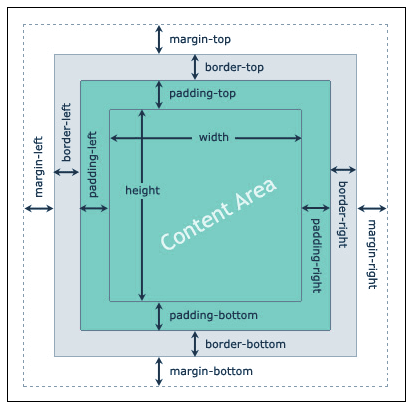 margin-top
border-top
padding-top
width
margin-left
border-left
padding-left
height
Content Area
padding-right
border-right
margin-right
padding-bottom
border-bottom
margin-bottom